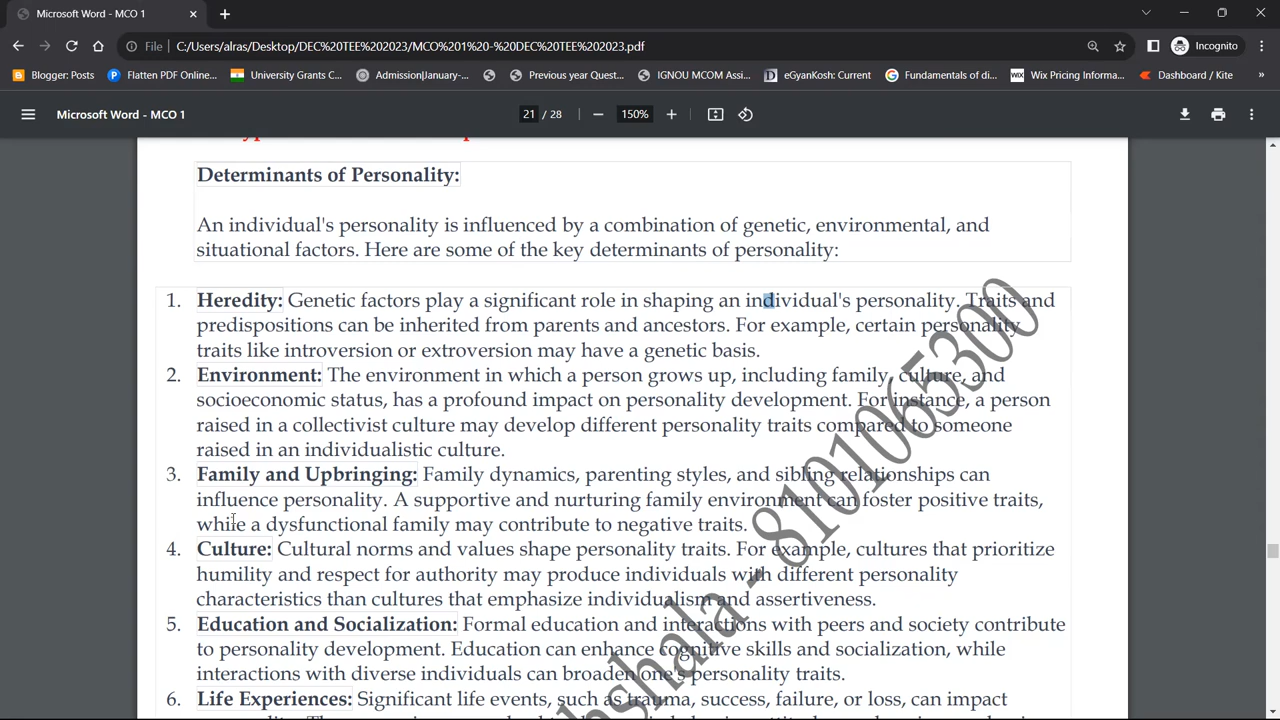 Microsoft Word - MCO 1
File
C:/Users/alras/Desktop/DEC%20TEE%202023/MCO%201%20-%20DEC%20TEE%202023.pdf
Incognito
Blogger: Posts
Flatten PDF Online...
University Grants C...
Admission|January-...
Previous year Quest...
IGNOU MCOM Assi...
eGyanKosh: Current
Fundamentals of di...
Wix Pricing Informa...
Dashboard / Kite
»
Microsoft Word - MCO 1
21 / 28
150%
Determinants of Personality:
An individual's personality is influenced by a combination of genetic, environmental, and
situational factors. Here are some of the key determinants of personality:
1. Heredity: Genetic factors play a significant role in shaping an individual's personality. Traits and
predispositions can be inherited from parents and ancestors. For example, certain personality
traits like introversion or extroversion may have a genetic basis.
2. Environment: The environment in which a person grows up, including family, culture, and
socioeconomic status, has a profound impact on personality development. For instance, a person
raised in a collectivist culture may develop different personality traits compared to someone
raised in an individualistic culture.
3. Family and Upbringing: Family dynamics, parenting styles, and sibling relationships can
influence personality. A supportive and nurturing family environment can foster positive traits,
while a dysfunctional family may contribute to negative traits.
4. Culture: Cultural norms and values shape personality traits. For example, cultures that prioritize
humility and respect for authority may produce individuals with different personality
characteristics than cultures that emphasize individualism and assertiveness.
5. Education and Socialization: Formal education and interactions with peers and society contribute
to personality development. Education can enhance cognitive skills and socialization, while
interactions with diverse individuals can broaden one's personality traits.
6. Life Experiences: Significant life events, such as trauma, success, failure, or loss, can impact
hshala - 8101065300